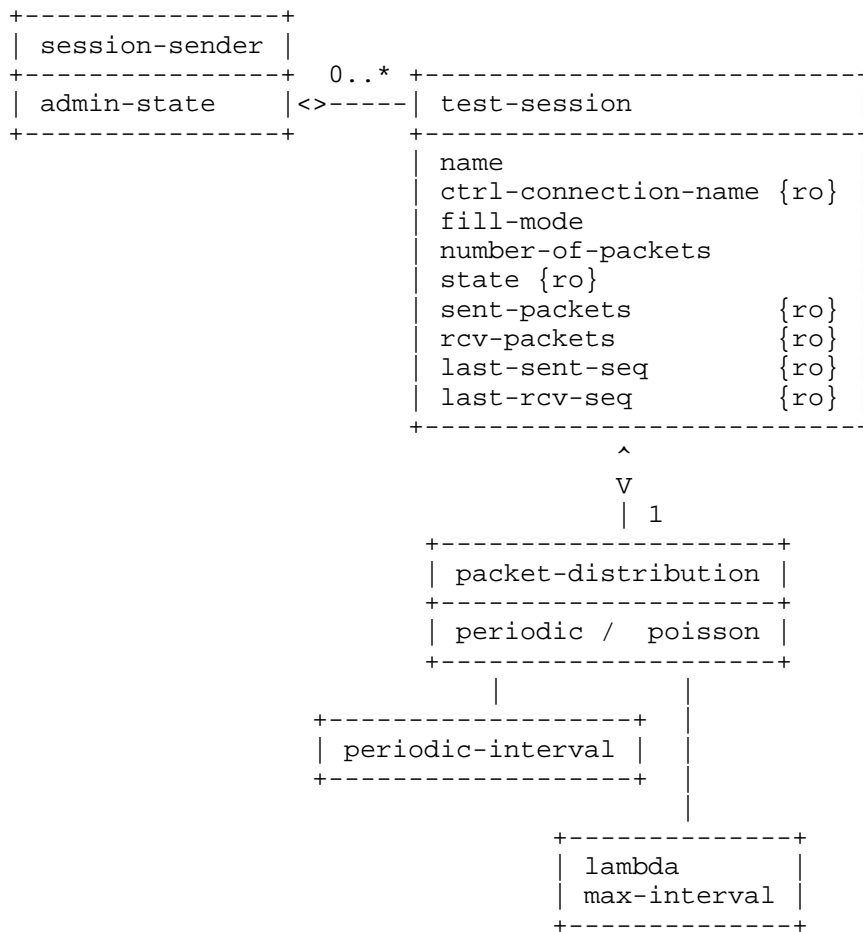 session-sender
0..*
admin-state <> test-session
name
ctrl-connection-name {ro}
fill-mode
number-of-packets
state {ro}
sent-packets {ro}
rcv-packets {ro}
last-sent-seq {ro}
last-rcv-seq {ro}
^
V
1
packet-distribution
periodic / poisson
periodic-interval
lambda
max-interval